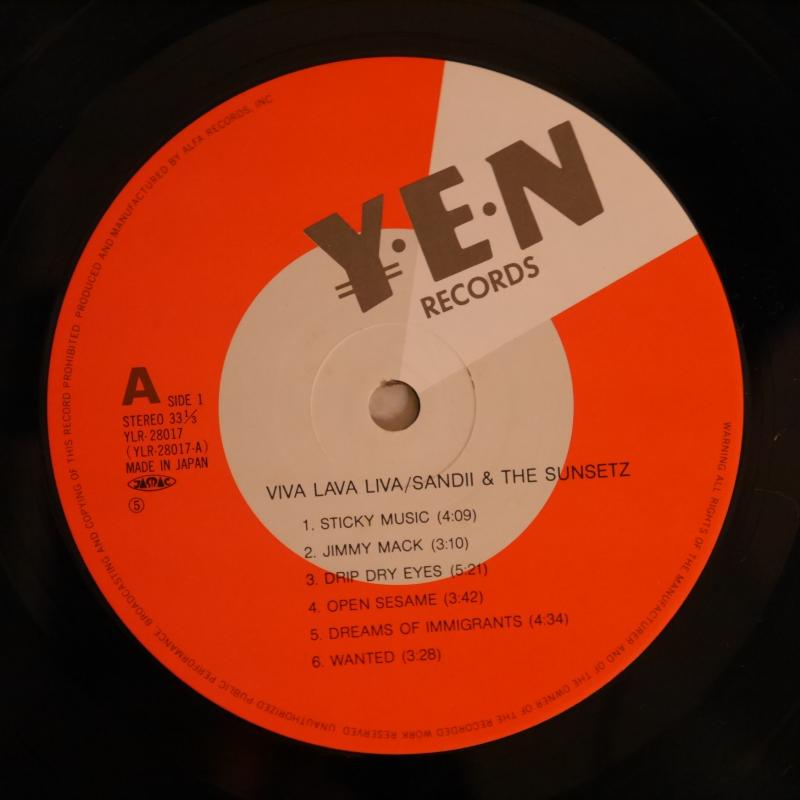 Y·E·N
RECORDS
A SIDE 1
STEREO 33⅓
YLR-28017
(YLR-28017-A)
MADE IN JAPAN
JASRAC
⑤
VIVA LAVA LIVA/SANDII & THE SUNSETZ
1. STICKY MUSIC (4:09)
2. JIMMY MACK (3:10)
3. DRIP DRY EYES (5:21)
4. OPEN SESAME (3:42)
5. DREAMS OF IMMIGRANTS (4:34)
6. WANTED (3:28)
WARNING ALL RIGHTS OF THE MANUFACTURER AND OF THE OWNER OF THE RECORDED WORK RESERVED UNAUTHORIZED PUBLIC PERFORMANCE, BROADCASTING AND COPYING OF THIS RECORD PROHIBITED PRODUCED AND MANUFACTURED BY ALFA RECORDS, INC